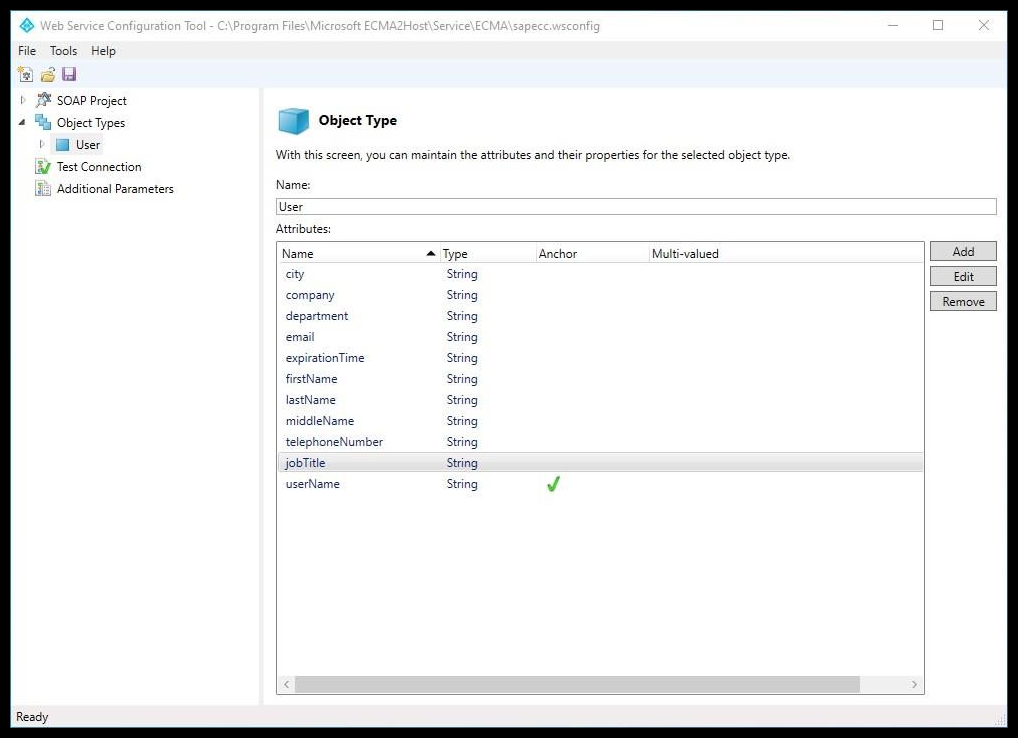 Web Service Configuration Tool - C:\Program Files\Microsoft ECMA2Host\Service\ECMA\sapecc.wsconfig
File Tools Help
SOAP Project
Object Types
User
Test Connection
Additional Parameters
Object Type
With this screen, you can maintain the attributes and their properties for the selected object type.
Name:
User
Attributes:
Name Type Anchor Multi-valued
city String
company String
department String
email String
expirationTime String
firstName String
lastName String
middleName String
telephoneNumber String
jobTitle String
userName String
Add
Edit
Remove
Ready